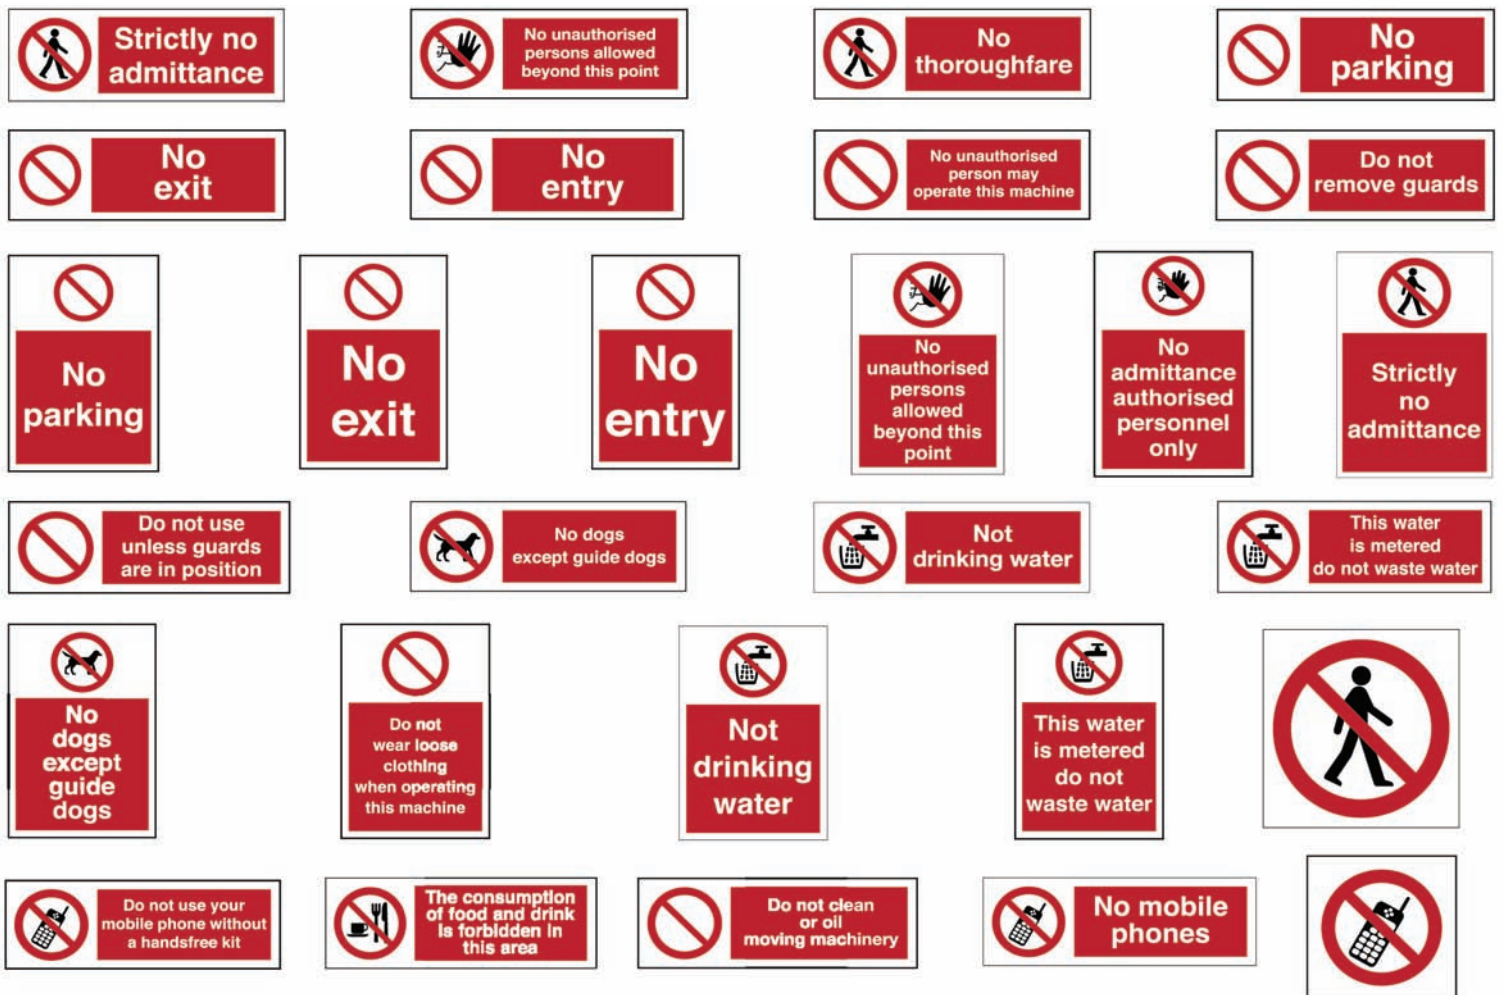 Strictly no
admittance
No unauthorised
persons allowed
beyond this point
No
thoroughfare
No
parking
No
exit
No
entry
No unauthorised
person may
operate this machine
Do not
remove guards
No
parking
No
exit
No
entry
No
unauthorised
persons
allowed
beyond this
point
No
admittance
authorised
personnel
only
Strictly
no
admittance
Do not use
unless guards
are in position
No dogs
except guide dogs
Not
drinking water
This water
is metered
do not waste water
No
dogs
except
guide
dogs
Do not
wear loose
clothing
when operating
this machine
Not
drinking
water
This water
is metered
do not
waste water
Do not use your
mobile phone without
a handsfree kit
The consumption
of food and drink
is forbidden in
this area
Do not clean
or oil
moving machinery
No mobile
phones